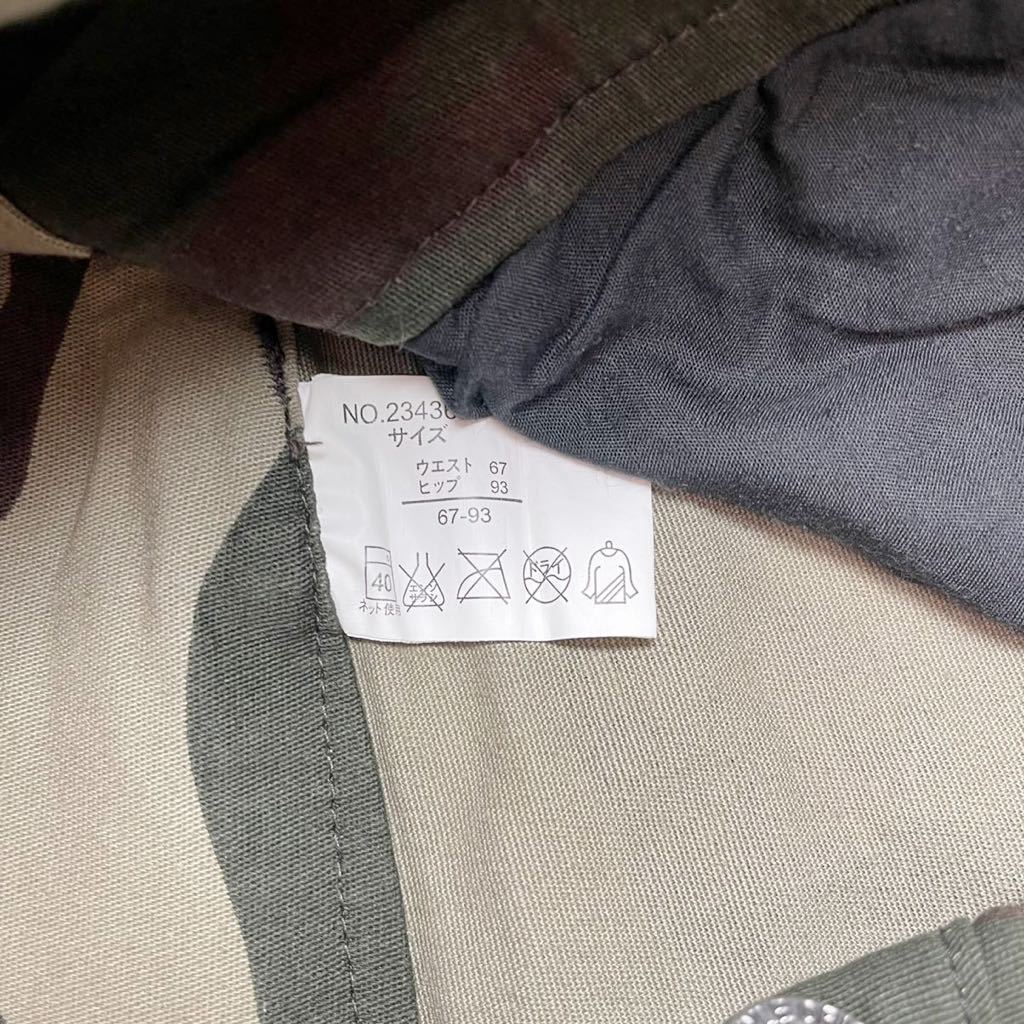 NO.23436
サイズ
ウエスト 67
ヒップ 93
67-93
40
エンソ
サラシ
ドライ
ネット使用